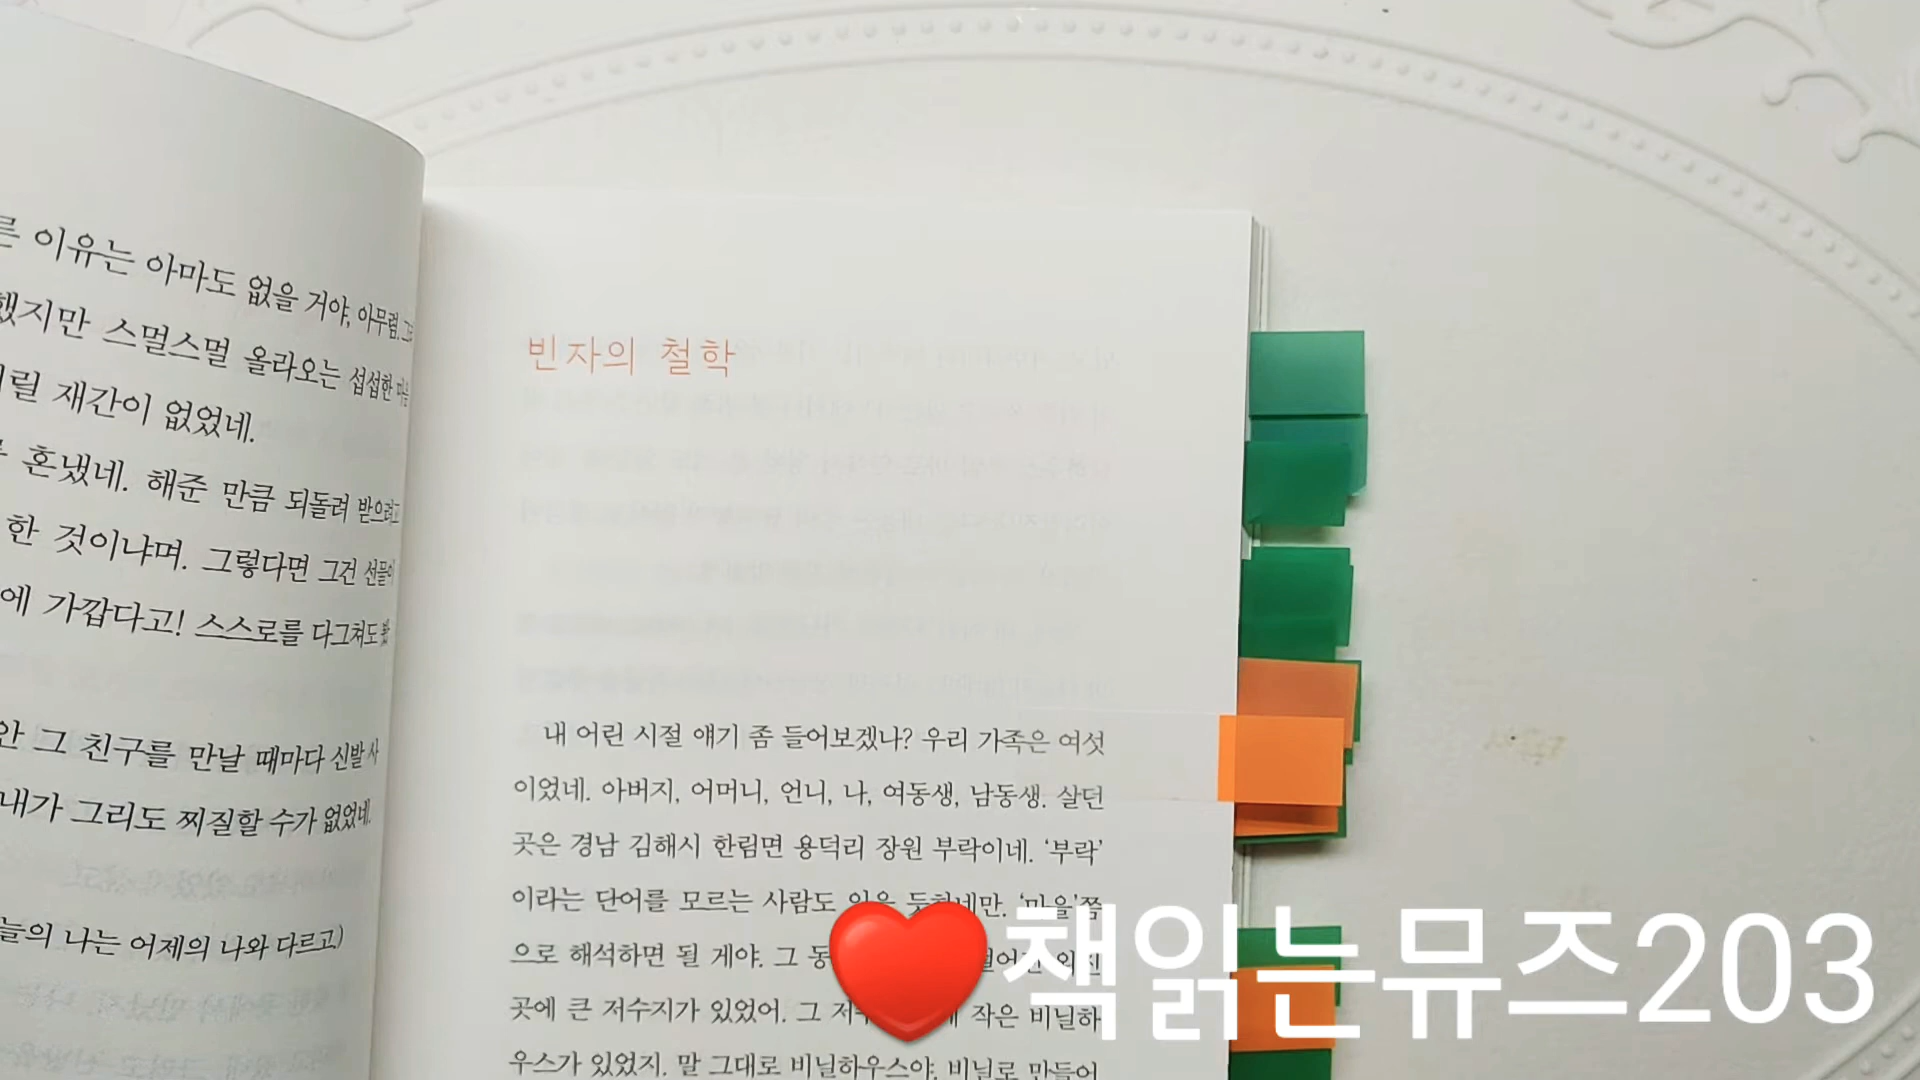 른 이유는 아마도 없을 거야, 아무렴. 그
했지만 스멀스멀 올라오는 섭섭한 마음
릴 재간이 없었네.
혼냈네. 해준 만큼 되돌려 받으려고
한 것이냐며. 그렇다면 그건 선물이
에 가깝다고! 스스로를 다그쳐도
안 그 친구를 만날 때마다 신발 사
내가 그리도 찌질할 수가 없었네.
늘의 나는 어제의 나와 다르고)
빈자의 철학
내 어린 시절 얘기 좀 들어보겠나? 우리 가족은 여섯
이었네. 아버지, 어머니, 언니, 나, 여동생, 남동생. 살던
곳은 경남 김해시 한림면 용덕리 장원 부락이네. ‘부락’
이라는 단어를 모르는 사람도 있을 듯하네만. ‘마을’쯤
으로 해석하면 될 게야. 그 외진
곳에 큰 저수지가 있었어. 그 작은 비닐하
우스가 있었지. 말 그대로 비닐하우스야. 비닐로 만들어
책읽는뮤즈203